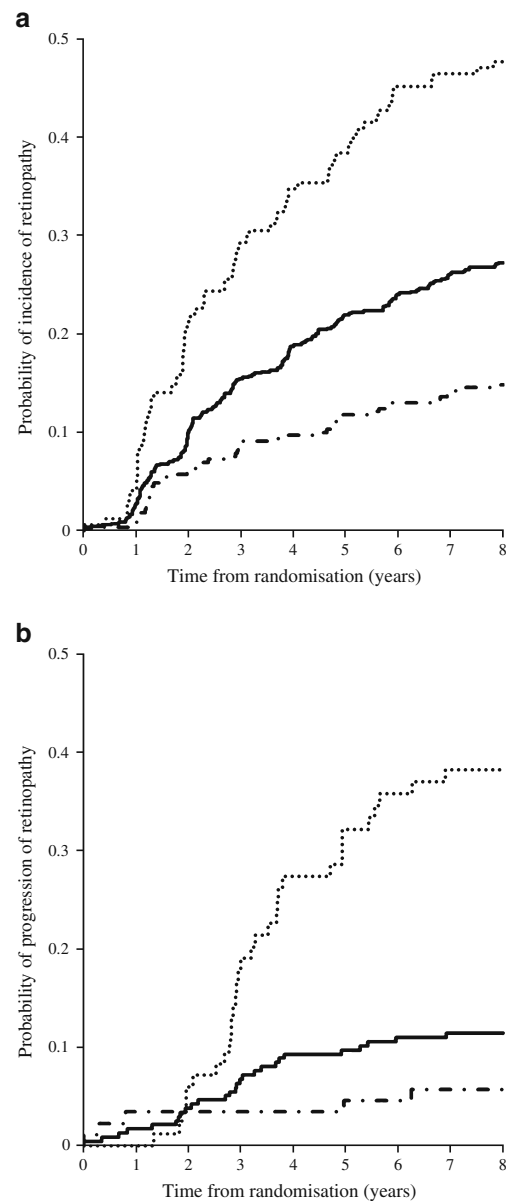 a
Probability of incidence of retinopathy
0.5
0.4
0.3
0.2
0.1
0
0 1 2 3 4 5 6 7 8
Time from randomisation (years)
b
Probability of progression of retinopathy
0.5
0.4
0.3
0.2
0.1
0
0 1 2 3 4 5 6 7 8
Time from randomisation (years)